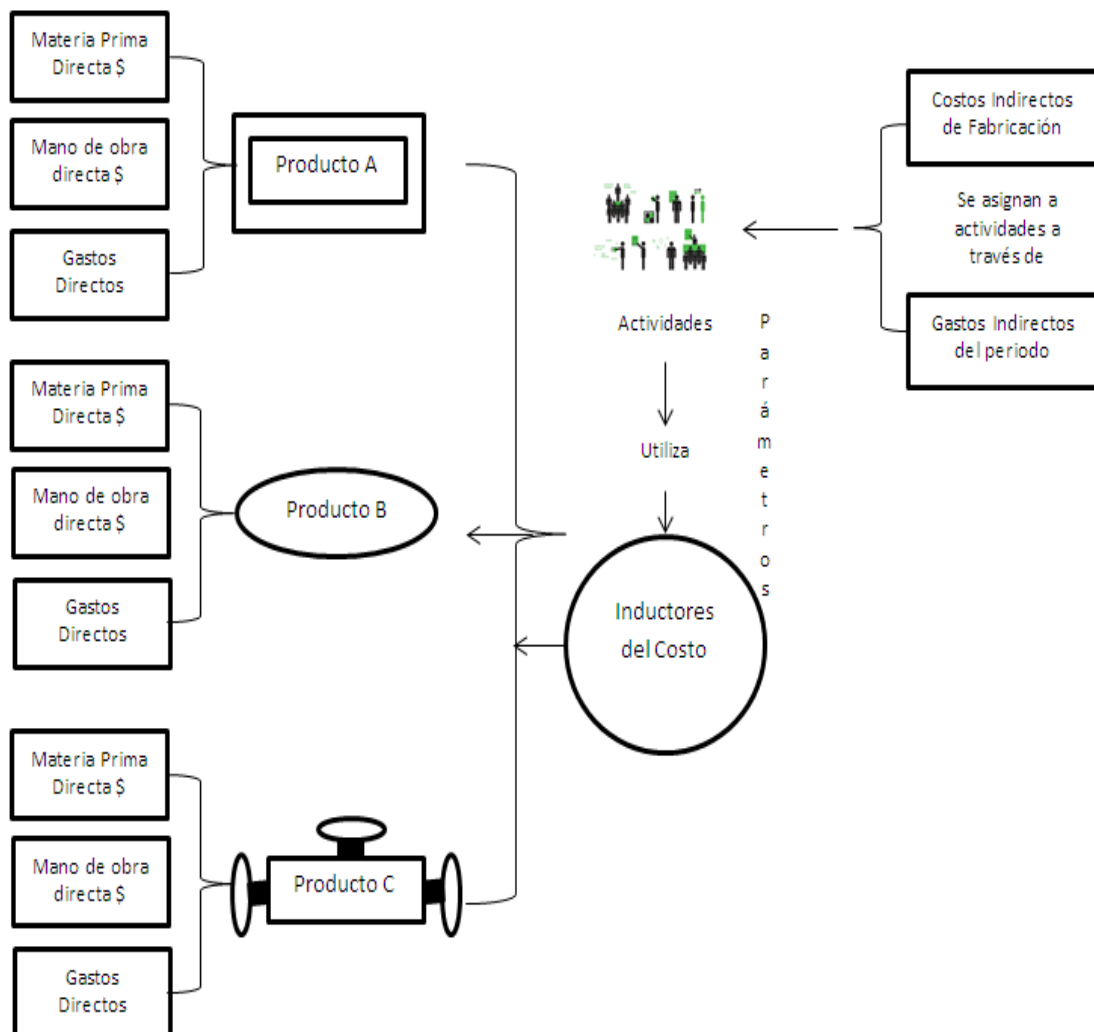 Materia Prima
Directa $
Mano de obra
directa $
Gastos
Directos
Producto A
Materia Prima
Directa $
Mano de obra
directa $
Gastos
Directos
Producto B
Materia Prima
Directa $
Mano de obra
directa $
Gastos
Directos
Producto C
Actividades
Utiliza
Inductores
del Costo
Parámetros
Costos Indirectos
de Fabricación
Se asignan a
actividades a
través de
Gastos Indirectos
del periodo